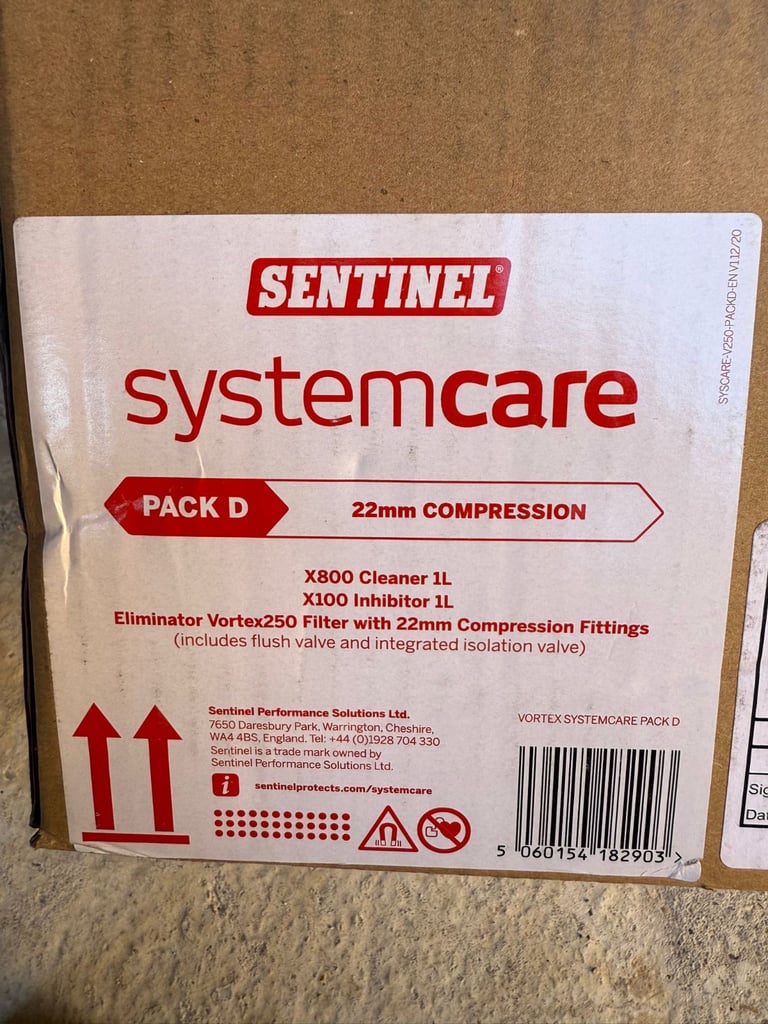 SENTINEL®
systemcare
SYSCARE-V250-PACKD-EN V1 12/20
PACK D
22mm COMPRESSION
X800 Cleaner 1L
X100 Inhibitor 1L
Eliminator Vortex250 Filter with 22mm Compression Fittings
(includes flush valve and integrated isolation valve)
Sentinel Performance Solutions Ltd.
7650 Daresbury Park, Warrington, Cheshire,
WA4 4BS, England. Tel: +44 (0)1928 704 330
Sentinel is a trade mark owned by
Sentinel Performance Solutions Ltd.
i sentinelprotects.com/systemcare
VORTEX SYSTEMCARE PACK D
5 060154 182903 >